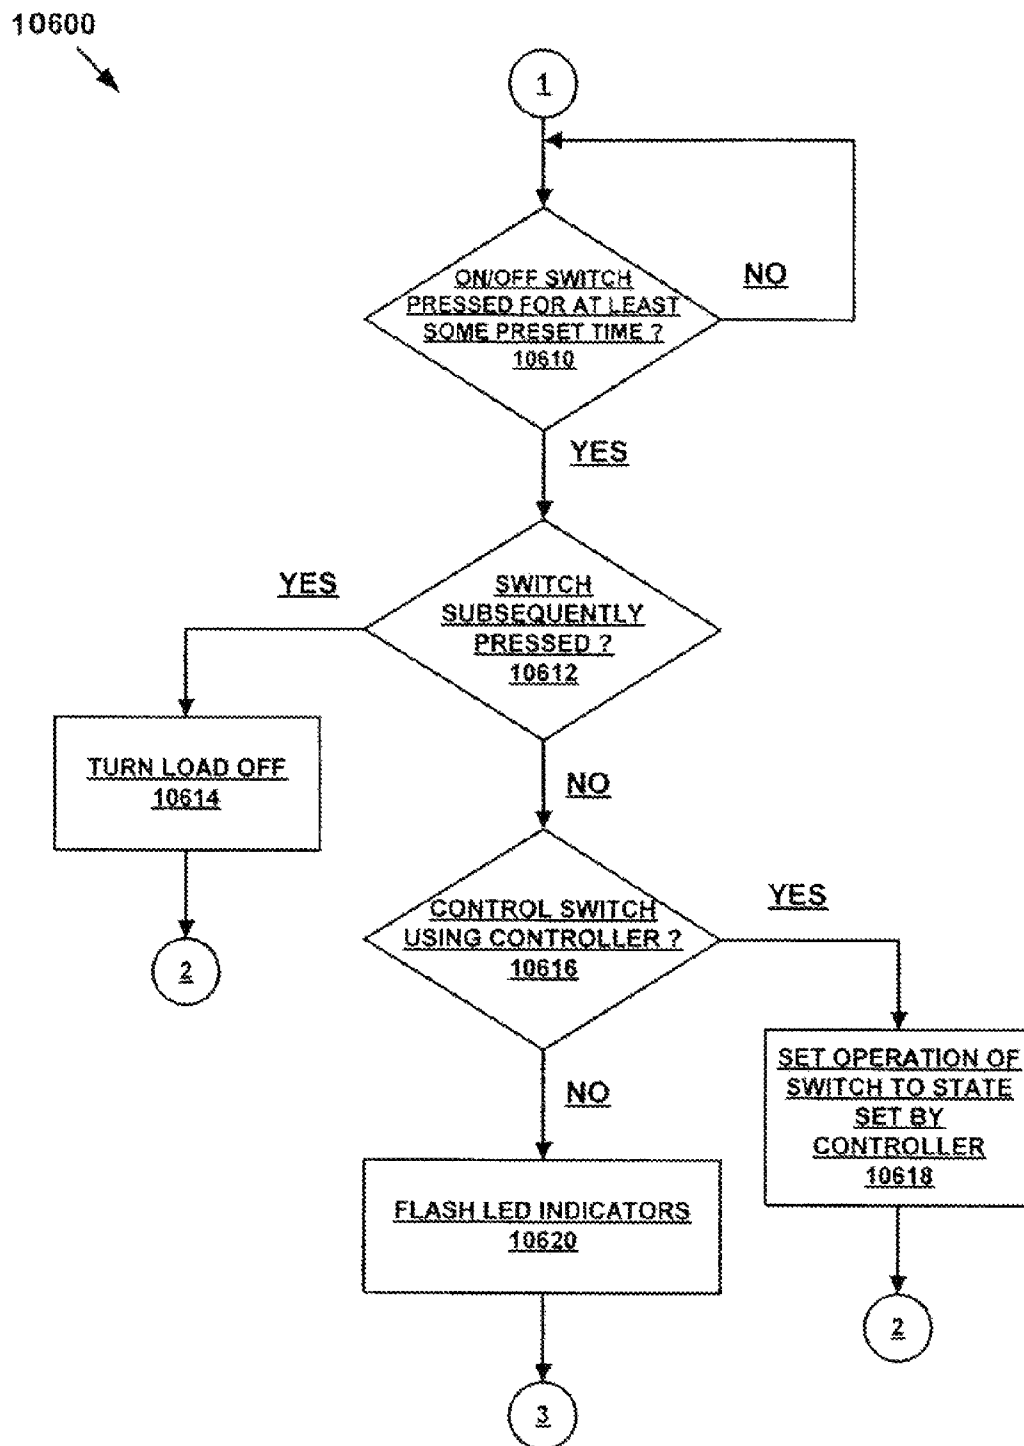 10600
1
ON/OFF SWITCH
PRESSED FOR AT LEAST
SOME PRESET TIME ?
10610
NO
YES
SWITCH
SUBSEQUENTLY
PRESSED ?
10612
YES
TURN LOAD OFF
10614
2
NO
CONTROL SWITCH
USING CONTROLLER ?
10616
YES
SET OPERATION OF
SWITCH TO STATE
SET BY
CONTROLLER
10618
2
NO
FLASH LED INDICATORS
10620
3